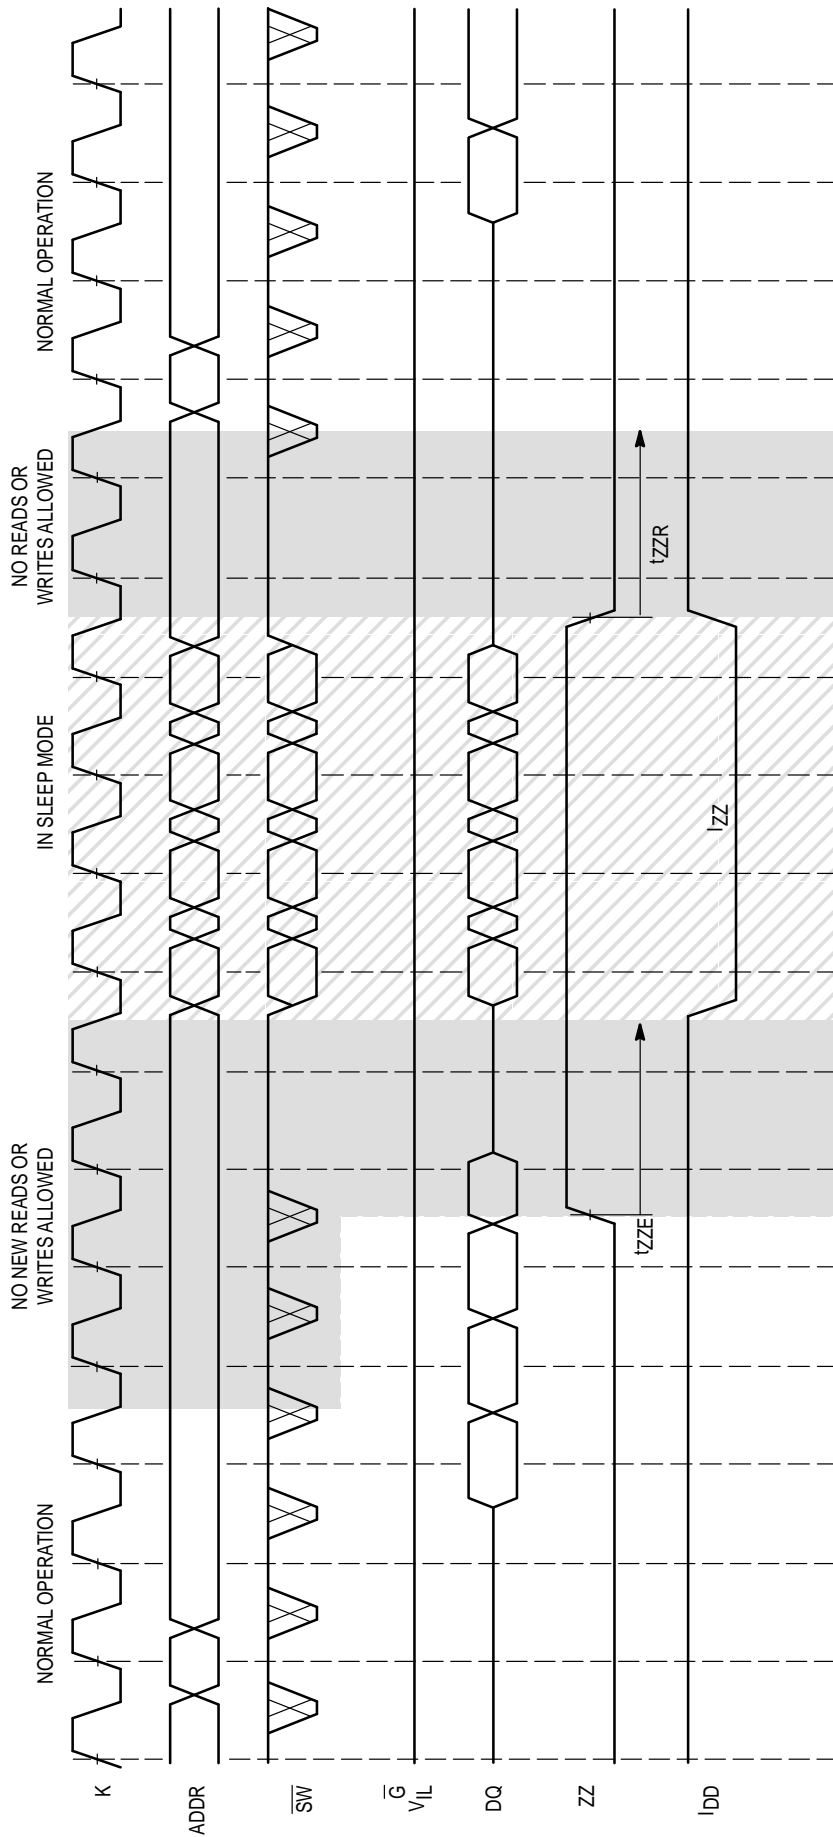 NORMAL OPERATION
NO NEW READS OR
WRITES ALLOWED
IN SLEEP MODE
NO READS OR
WRITES ALLOWED
NORMAL OPERATION
K
ADDR
S̅W̅
G̅
VIL
DQ
ZZ
tZZE
tZZR
IDD
IZZ